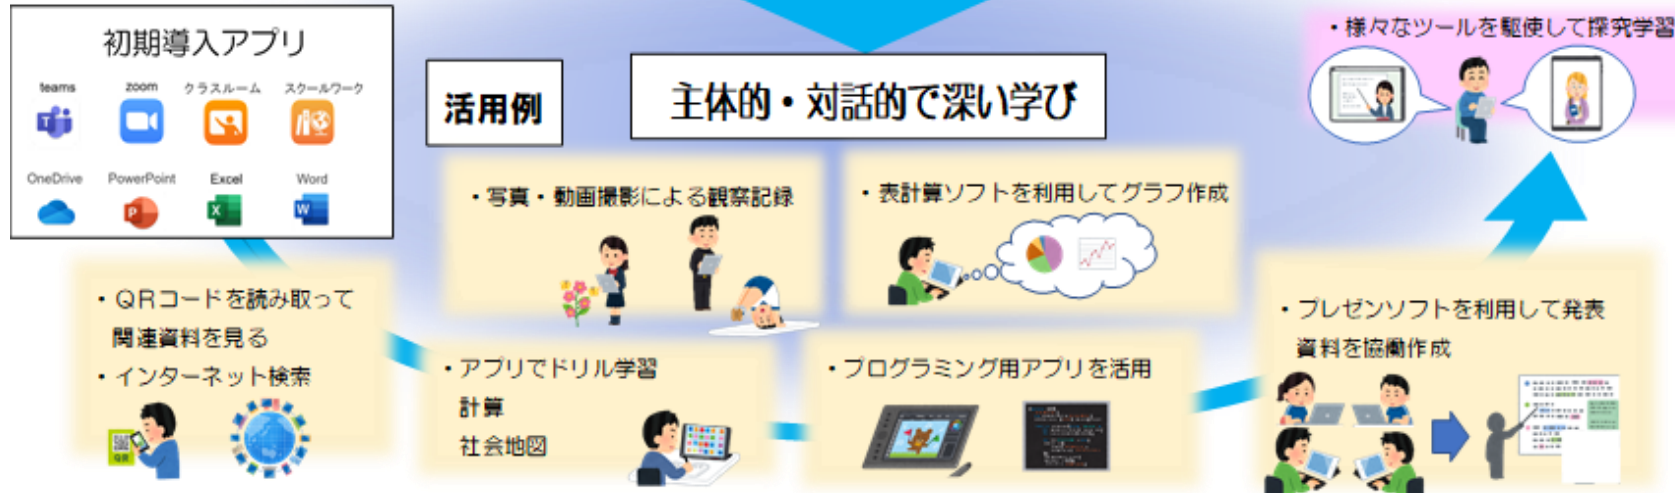 初期導入アプリ
teams
zoom
クラスルーム
スクールワーク
OneDrive
PowerPoint
Excel
Word
活用例
主体的・対話的で深い学び
・様々なツールを駆使して探究学習
・写真・動画撮影による観察記録
・表計算ソフトを利用してグラフ作成
・QRコードを読み取って
関連資料を見る
・インターネット検索
QR
・アプリでドリル学習
計算
社会地図
・プログラミング用アプリを活用
・プレゼンソフトを利用して発表
資料を協働作成